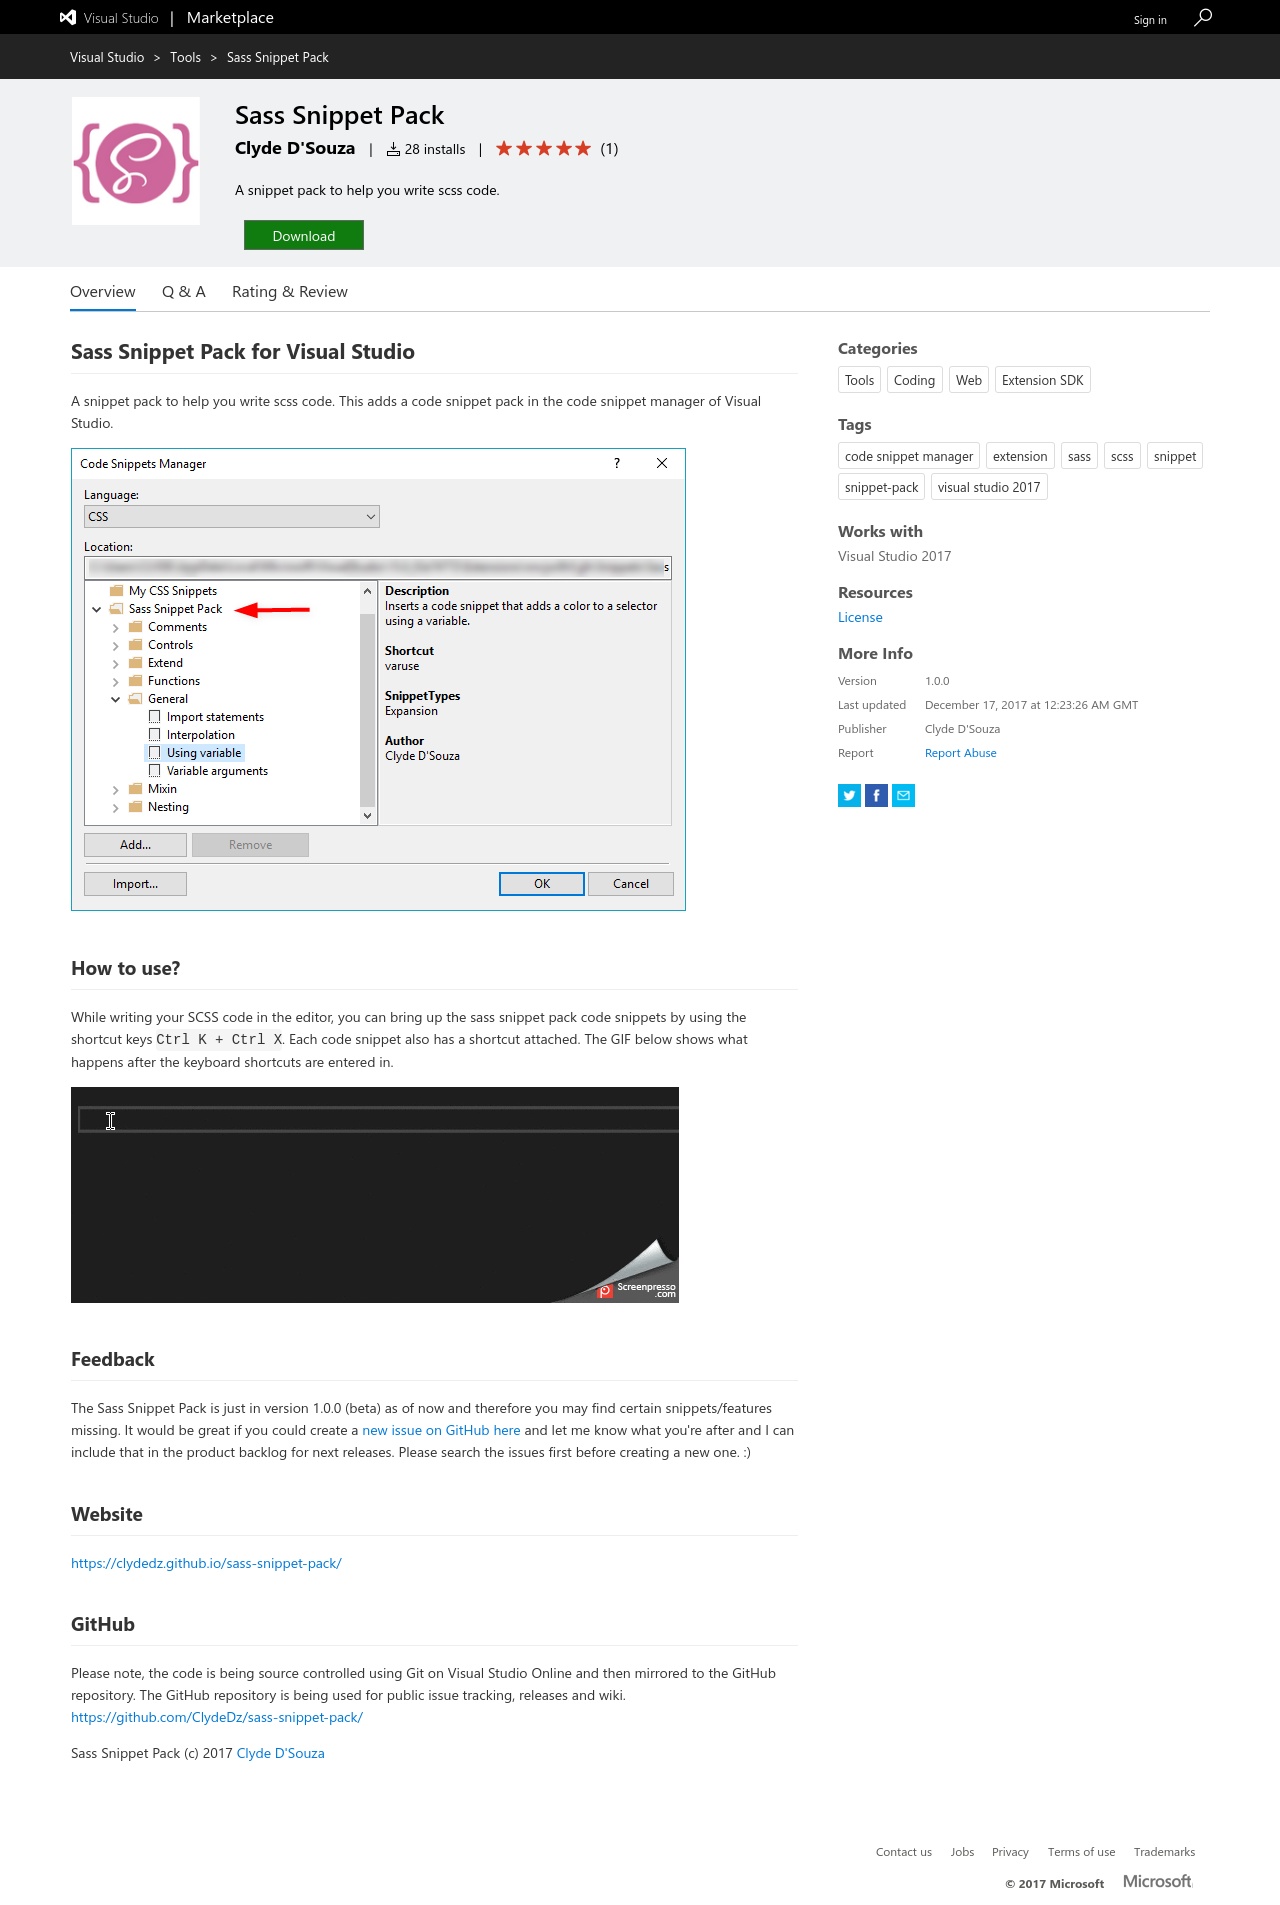 Visual Studio | Marketplace
Sign in
Visual Studio > Tools > Sass Snippet Pack
Sass Snippet Pack
Clyde D'Souza | 28 installs | (1)
A snippet pack to help you write scss code.
Download
Overview Q & A Rating & Review
Sass Snippet Pack for Visual Studio
A snippet pack to help you write scss code. This adds a code snippet pack in the code snippet manager of Visual
Studio.
Code Snippets Manager ?
Language:
CSS
Location:
My CSS Snippets
Sass Snippet Pack
Comments
Controls
Extend
Functions
General
Import statements
Interpolation
Using variable
Variable arguments
Mixin
Nesting
Description
Inserts a code snippet that adds a color to a selector
using a variable.
Shortcut
varuse
SnippetTypes
Expansion
Author
Clyde D'Souza
Add... Remove
Import... OK Cancel
How to use?
While writing your SCSS code in the editor, you can bring up the sass snippet pack code snippets by using the
shortcut keys Ctrl K + Ctrl X. Each code snippet also has a shortcut attached. The GIF below shows what
happens after the keyboard shortcuts are entered in.
Screenpresso
.com
Feedback
The Sass Snippet Pack is just in version 1.0.0 (beta) as of now and therefore you may find certain snippets/features
missing. It would be great if you could create a new issue on GitHub here and let me know what you're after and I can
include that in the product backlog for next releases. Please search the issues first before creating a new one. :)
Website
https://clydedz.github.io/sass-snippet-pack/
GitHub
Please note, the code is being source controlled using Git on Visual Studio Online and then mirrored to the GitHub
repository. The GitHub repository is being used for public issue tracking, releases and wiki.
https://github.com/ClydeDz/sass-snippet-pack/
Sass Snippet Pack (c) 2017 Clyde D'Souza
Categories
Tools Coding Web Extension SDK
Tags
code snippet manager extension sass scss snippet
snippet-pack visual studio 2017
Works with
Visual Studio 2017
Resources
License
More Info
Version 1.0.0
Last updated December 17, 2017 at 12:23:26 AM GMT
Publisher Clyde D'Souza
Report Report Abuse
Contact us Jobs Privacy Terms of use Trademarks
© 2017 Microsoft Microsoft